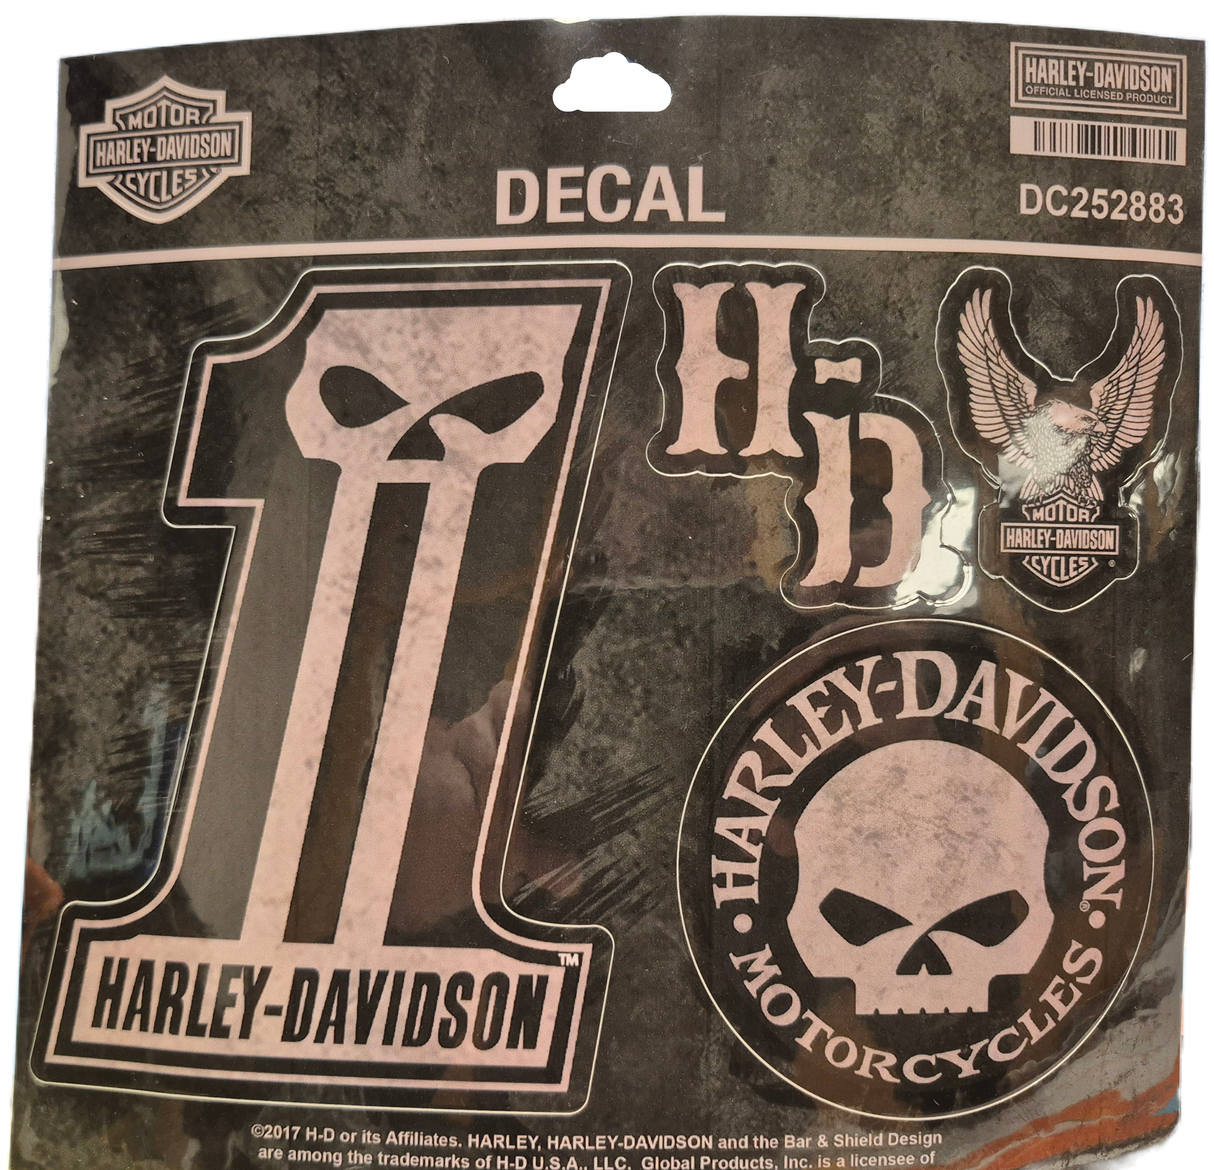 MOTOR
HARLEY-DAVIDSON
CYCLES
DECAL
HARLEY-DAVIDSON
OFFICIAL LICENSED PRODUCT
DC252883
1
HARLEY-DAVIDSON
™
H-D
MOTOR
HARLEY-DAVIDSON
CYCLES
®
HARLEY-DAVIDSON®
• MOTORCYCLES •
©2017 H-D or its Affiliates. HARLEY, HARLEY-DAVIDSON and the Bar & Shield Design
are among the trademarks of H-D U.S.A., LLC. Global Products, Inc. is a licensee of